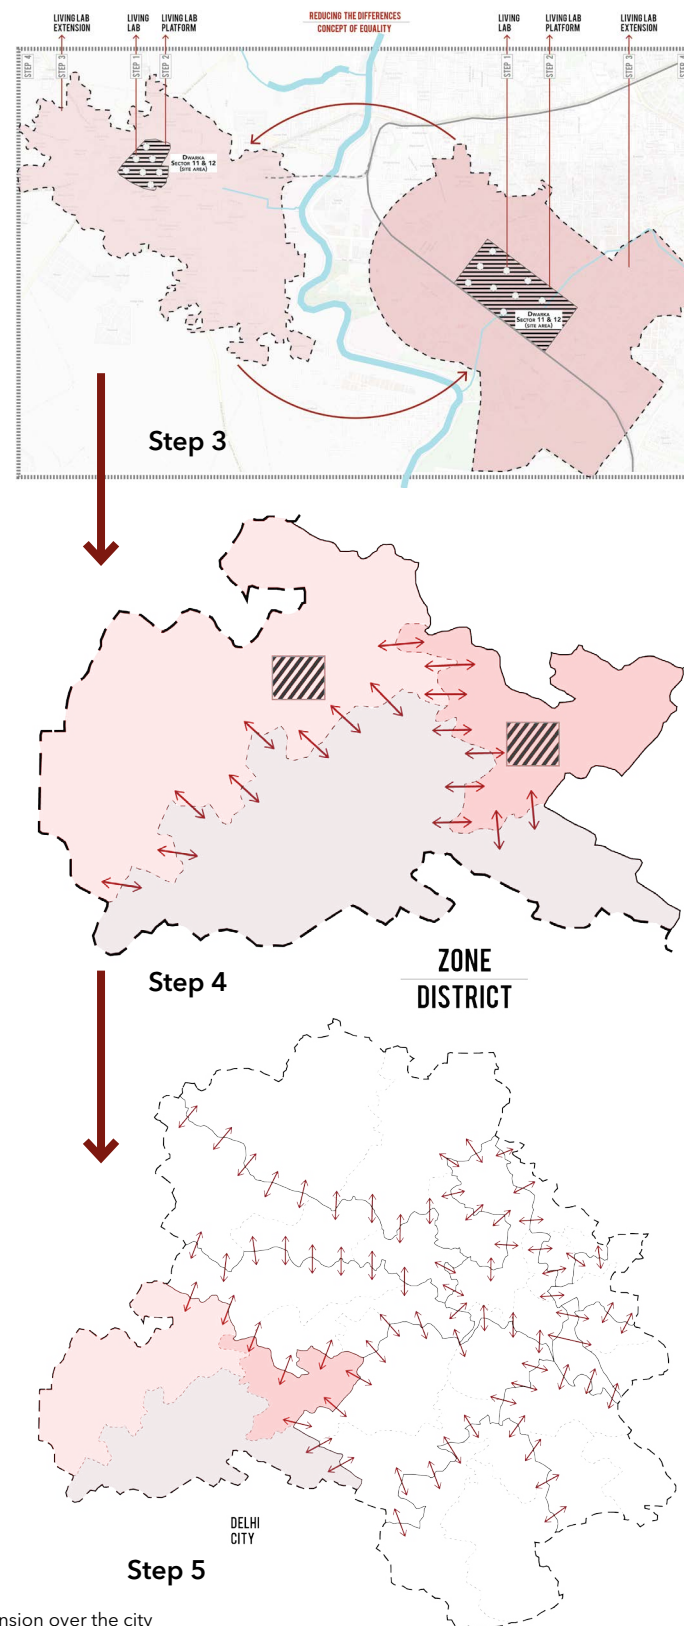 LIVING LAB
EXTENSION
LIVING
LAB
LIVING LAB
PLATFORM
REDUCING THE DIFFERENCES
CONCEPT OF EQUALITY
LIVING
LAB
LIVING LAB
PLATFORM
LIVING LAB
EXTENSION
STEP 4
STEP 3
STEP 1
STEP 2
STEP 1
STEP 2
STEP 3
Dwarka
Sector 11 & 12
(site area)
Dwarka
Sector 11 & 12
(site area)
Step 3
Step 4
ZONE
DISTRICT
DELHI
CITY
Step 5
nsion over the city